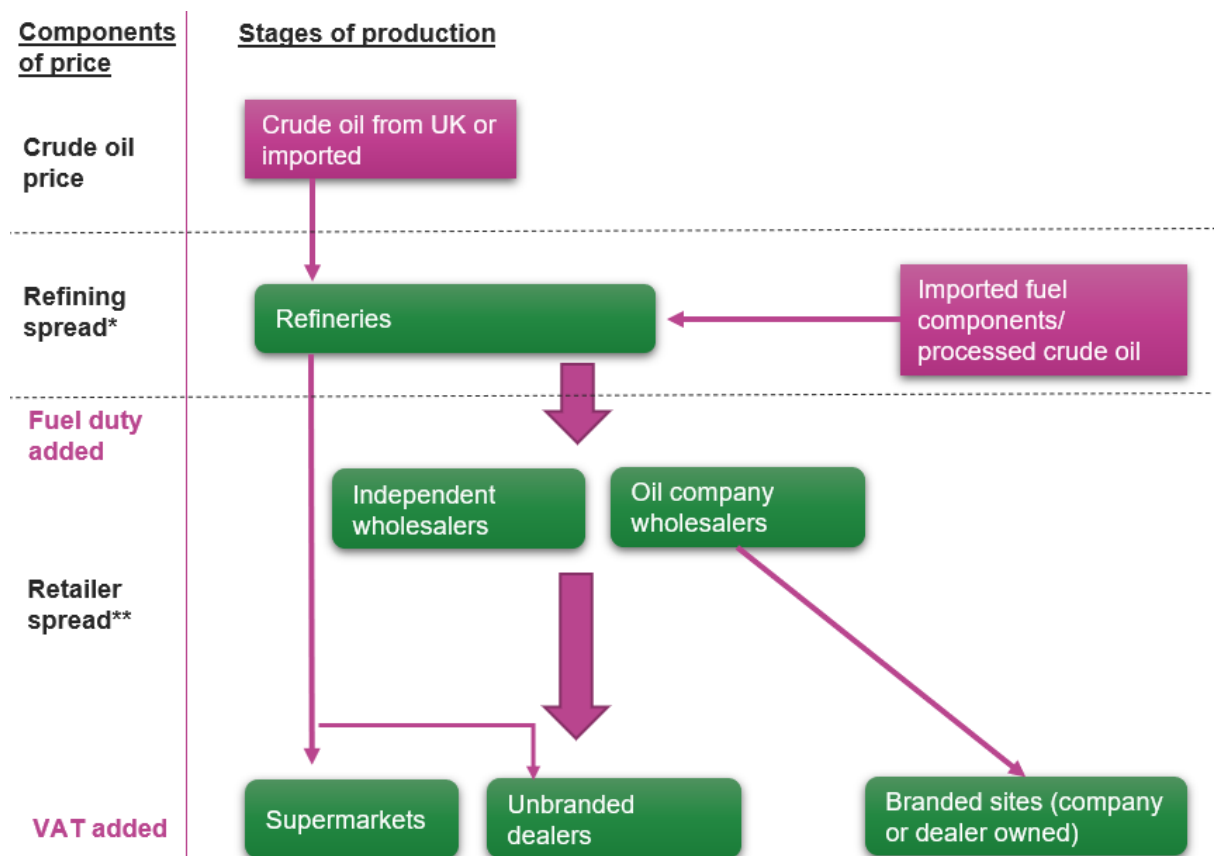 Components
of price
Stages of production
Crude oil
price
Crude oil from UK or
imported
Refining
spread*
Refineries
Imported fuel
components/
processed crude oil
Fuel duty
added
Independent
wholesalers
Oil company
wholesalers
Retailer
spread**
VAT added
Supermarkets
Unbranded
dealers
Branded sites (company
or dealer owned)